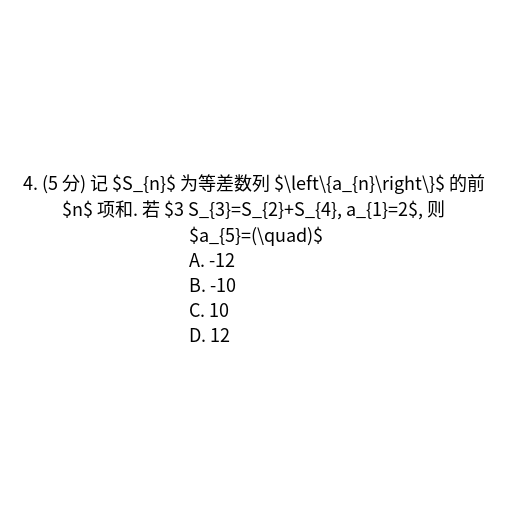 4. (5 分) 记 $S_{n}$ 为等差数列 $\left\{a_{n}\right\}$ 的前
$n$ 项和. 若 $3 S_{3}=S_{2}+S_{4}, a_{1}=2$, 则
$a_{5}=(\quad)$
A. -12
B. -10
C. 10
D. 12